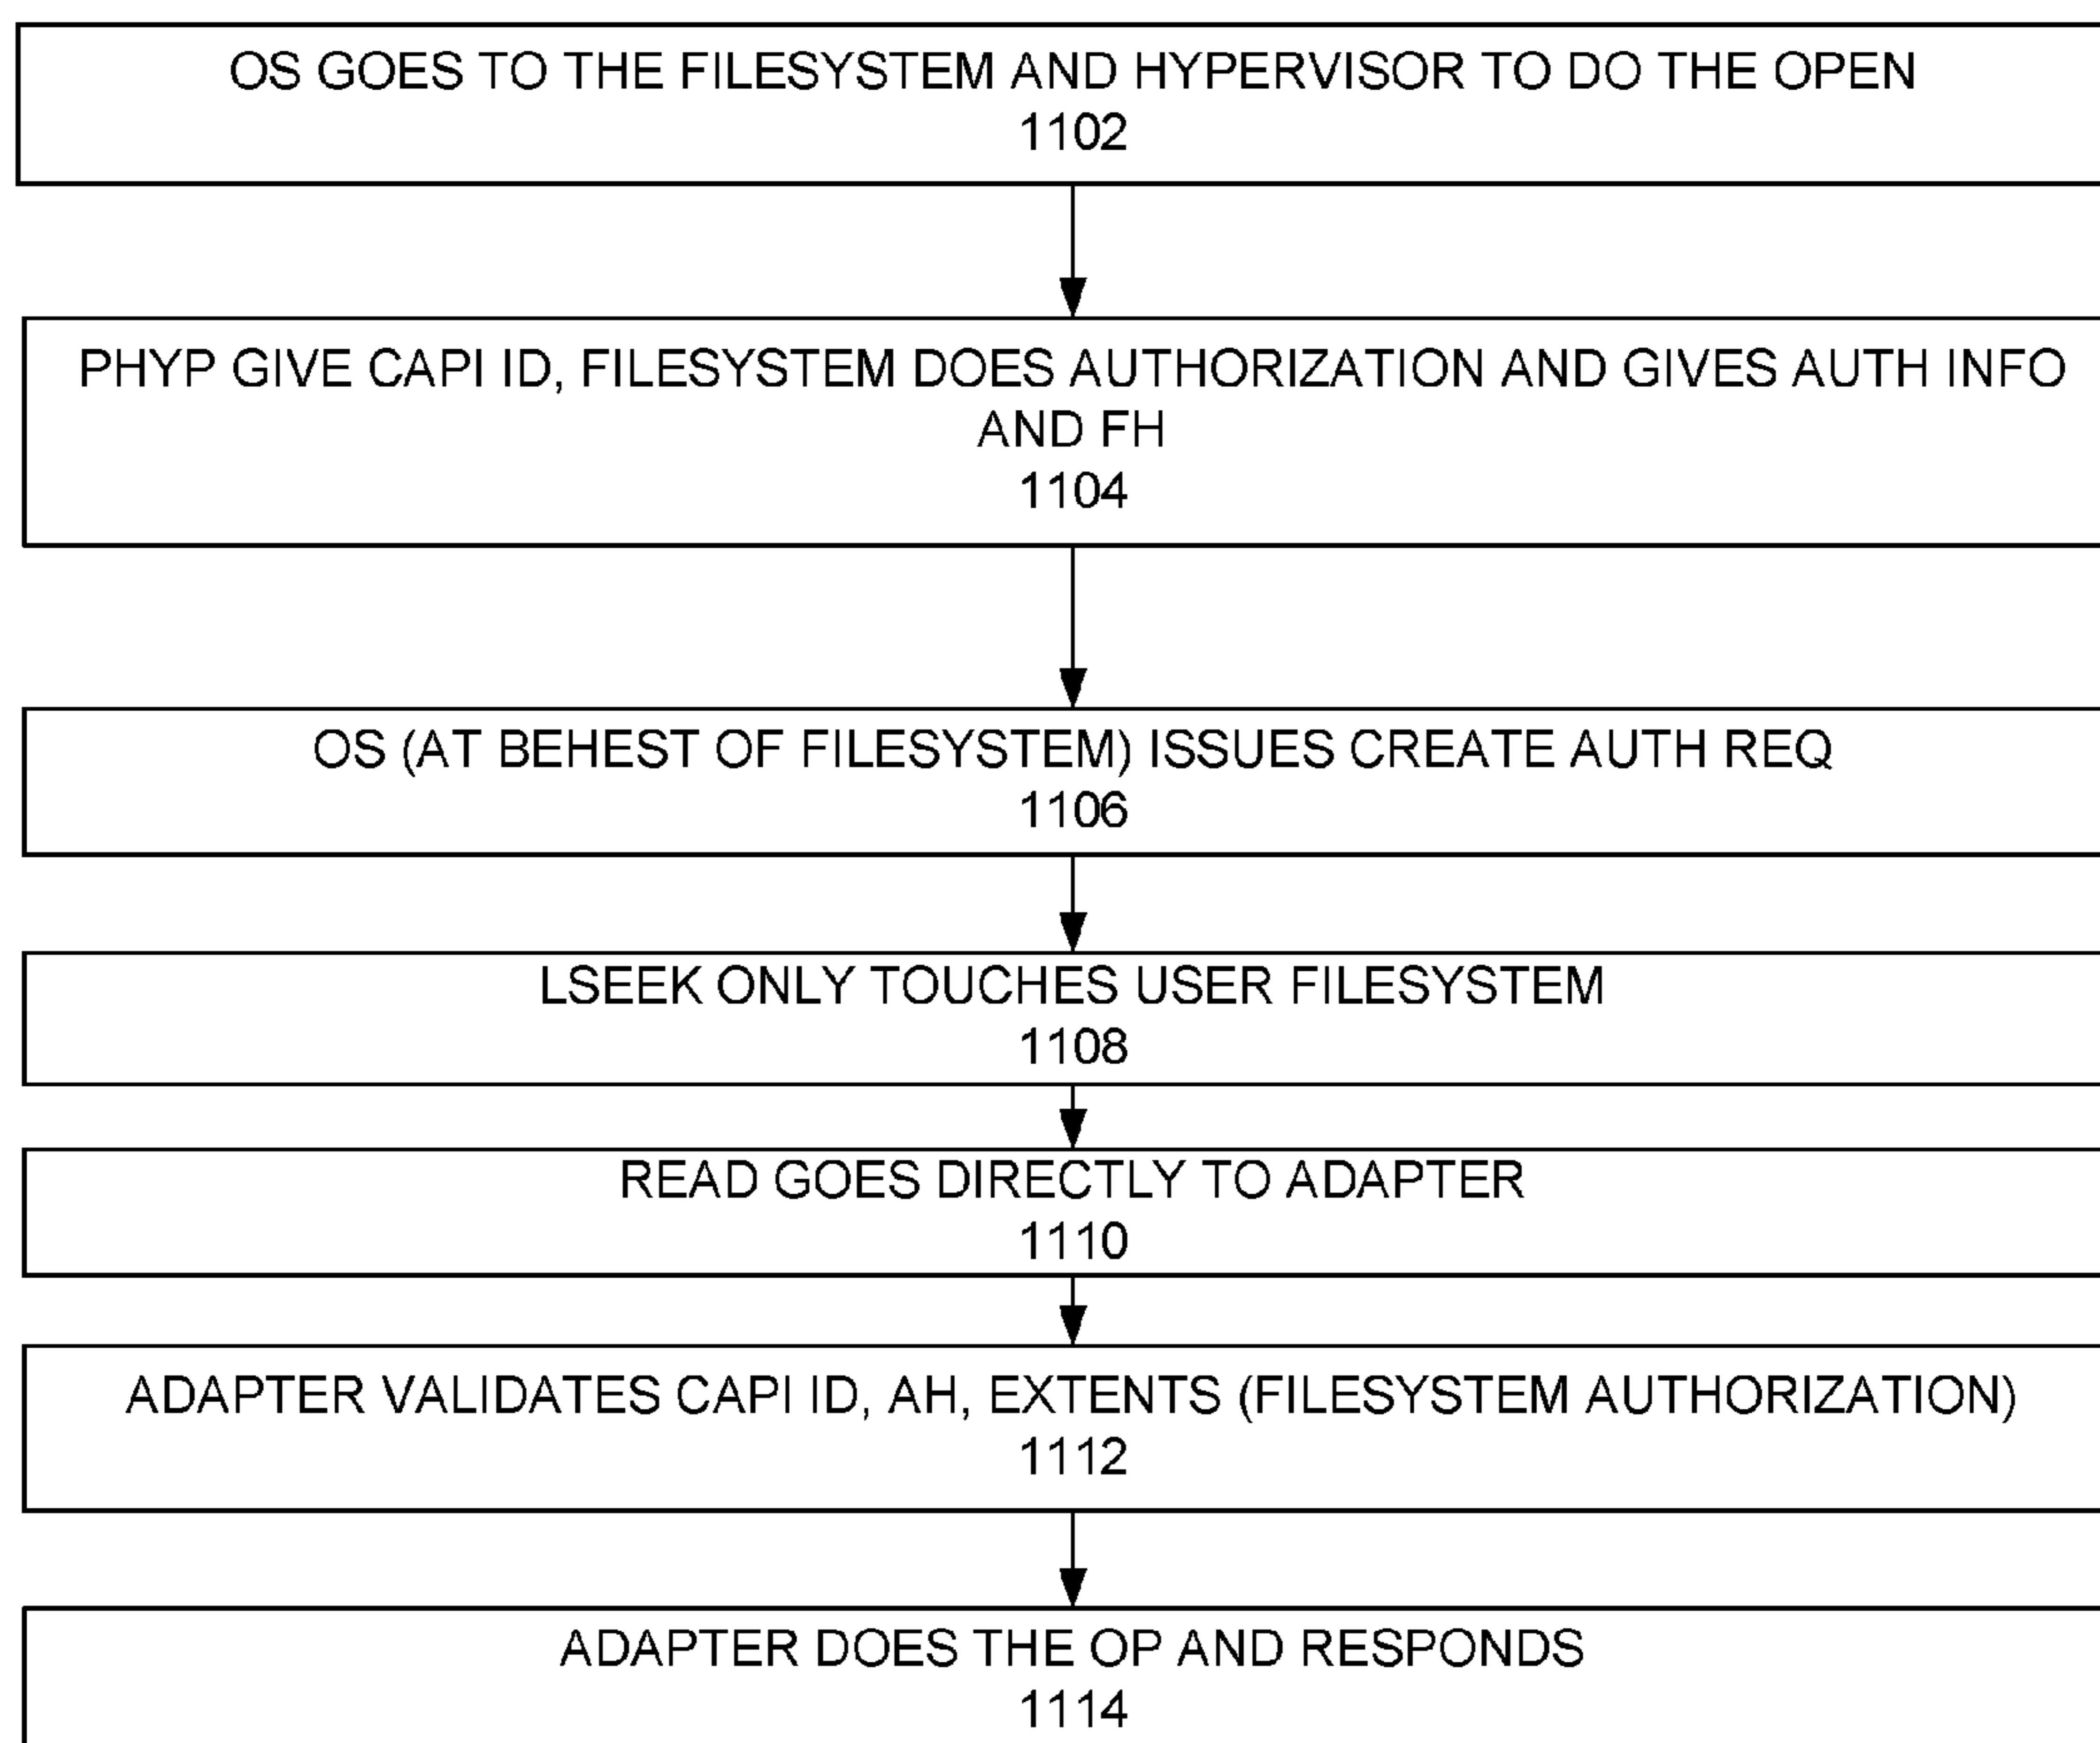 OS GOES TO THE FILESYSTEM AND HYPERVISOR TO DO THE OPEN
1102
PHYP GIVE CAPI ID, FILESYSTEM DOES AUTHORIZATION AND GIVES AUTH INFO
AND FH
1104
OS (AT BEHEST OF FILESYSTEM) ISSUES CREATE AUTH REQ
1106
LSEEK ONLY TOUCHES USER FILESYSTEM
1108
READ GOES DIRECTLY TO ADAPTER
1110
ADAPTER VALIDATES CAPI ID, AH, EXTENTS (FILESYSTEM AUTHORIZATION)
1112
ADAPTER DOES THE OP AND RESPONDS
1114